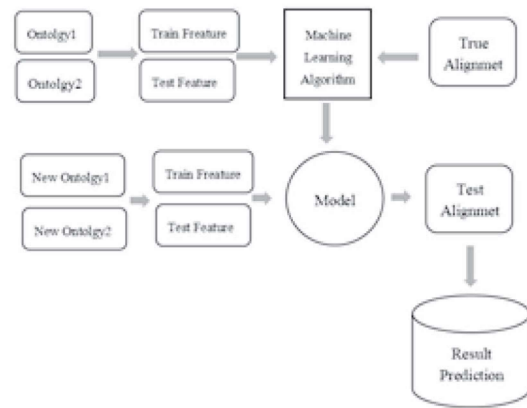 Ontolgy1
Ontolgy2
Train Freature
Test Feature
Machine
Learning
Algorithm
True
Alignmet
New Ontolgy1
New Ontolgy2
Train Freature
Test Feature
Model
Test
Alignmet
Result
Prediction